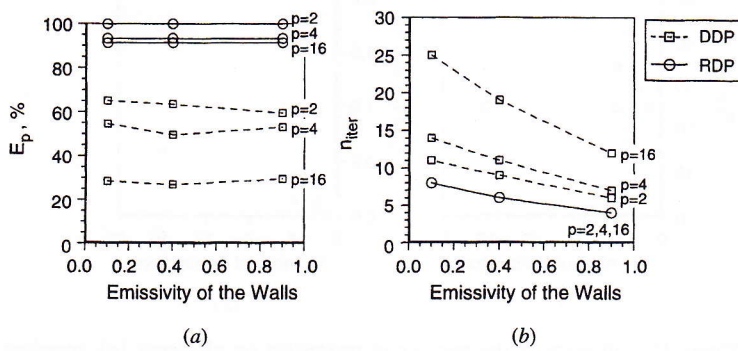 100
80
60
40
20
0
E_p, %
p=2
p=4
p=16
p=2
p=4
p=16
0.0 0.2 0.4 0.6 0.8 1.0
Emissivity of the Walls
(a)
30
25
20
15
10
5
0
n_iter
p=16
p=4
p=2
p=2,4,16
0.0 0.2 0.4 0.6 0.8 1.0
Emissivity of the Walls
(b)
DDP
RDP